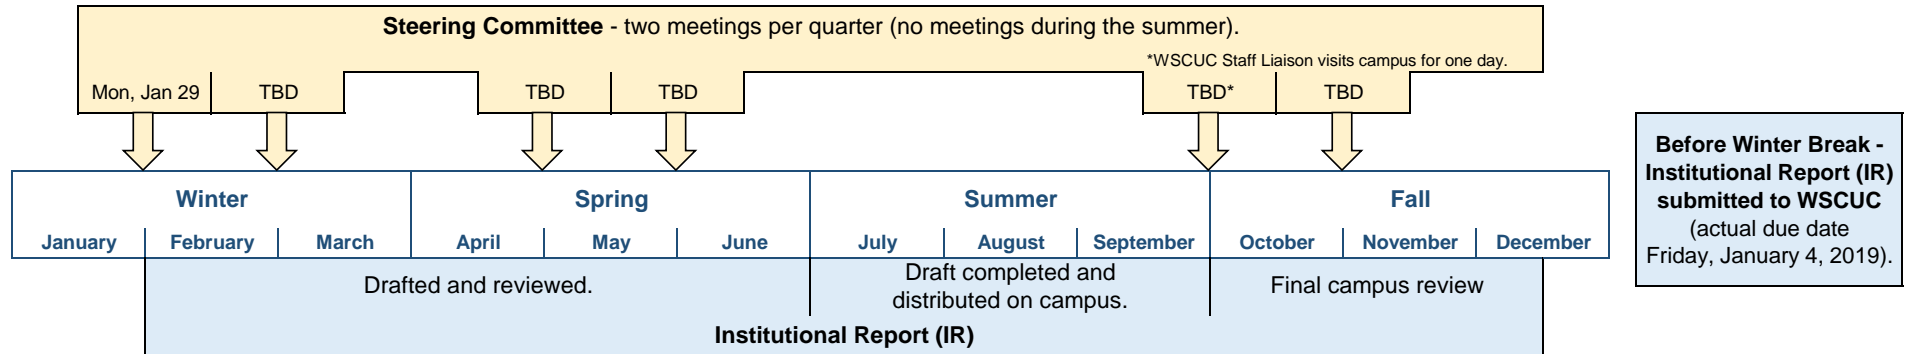 Steering Committee - two meetings per quarter (no meetings during the summer).
*WSCUC Staff Liaison visits campus for one day.
Mon, Jan 29 TBD TBD TBD TBD* TBD
Before Winter Break -
Institutional Report (IR)
submitted to WSCUC
(actual due date
Friday, January 4, 2019).
Winter Spring Summer Fall
January February March April May June July August September October November December
Drafted and reviewed.
Draft completed and
distributed on campus.
Final campus review
Institutional Report (IR)